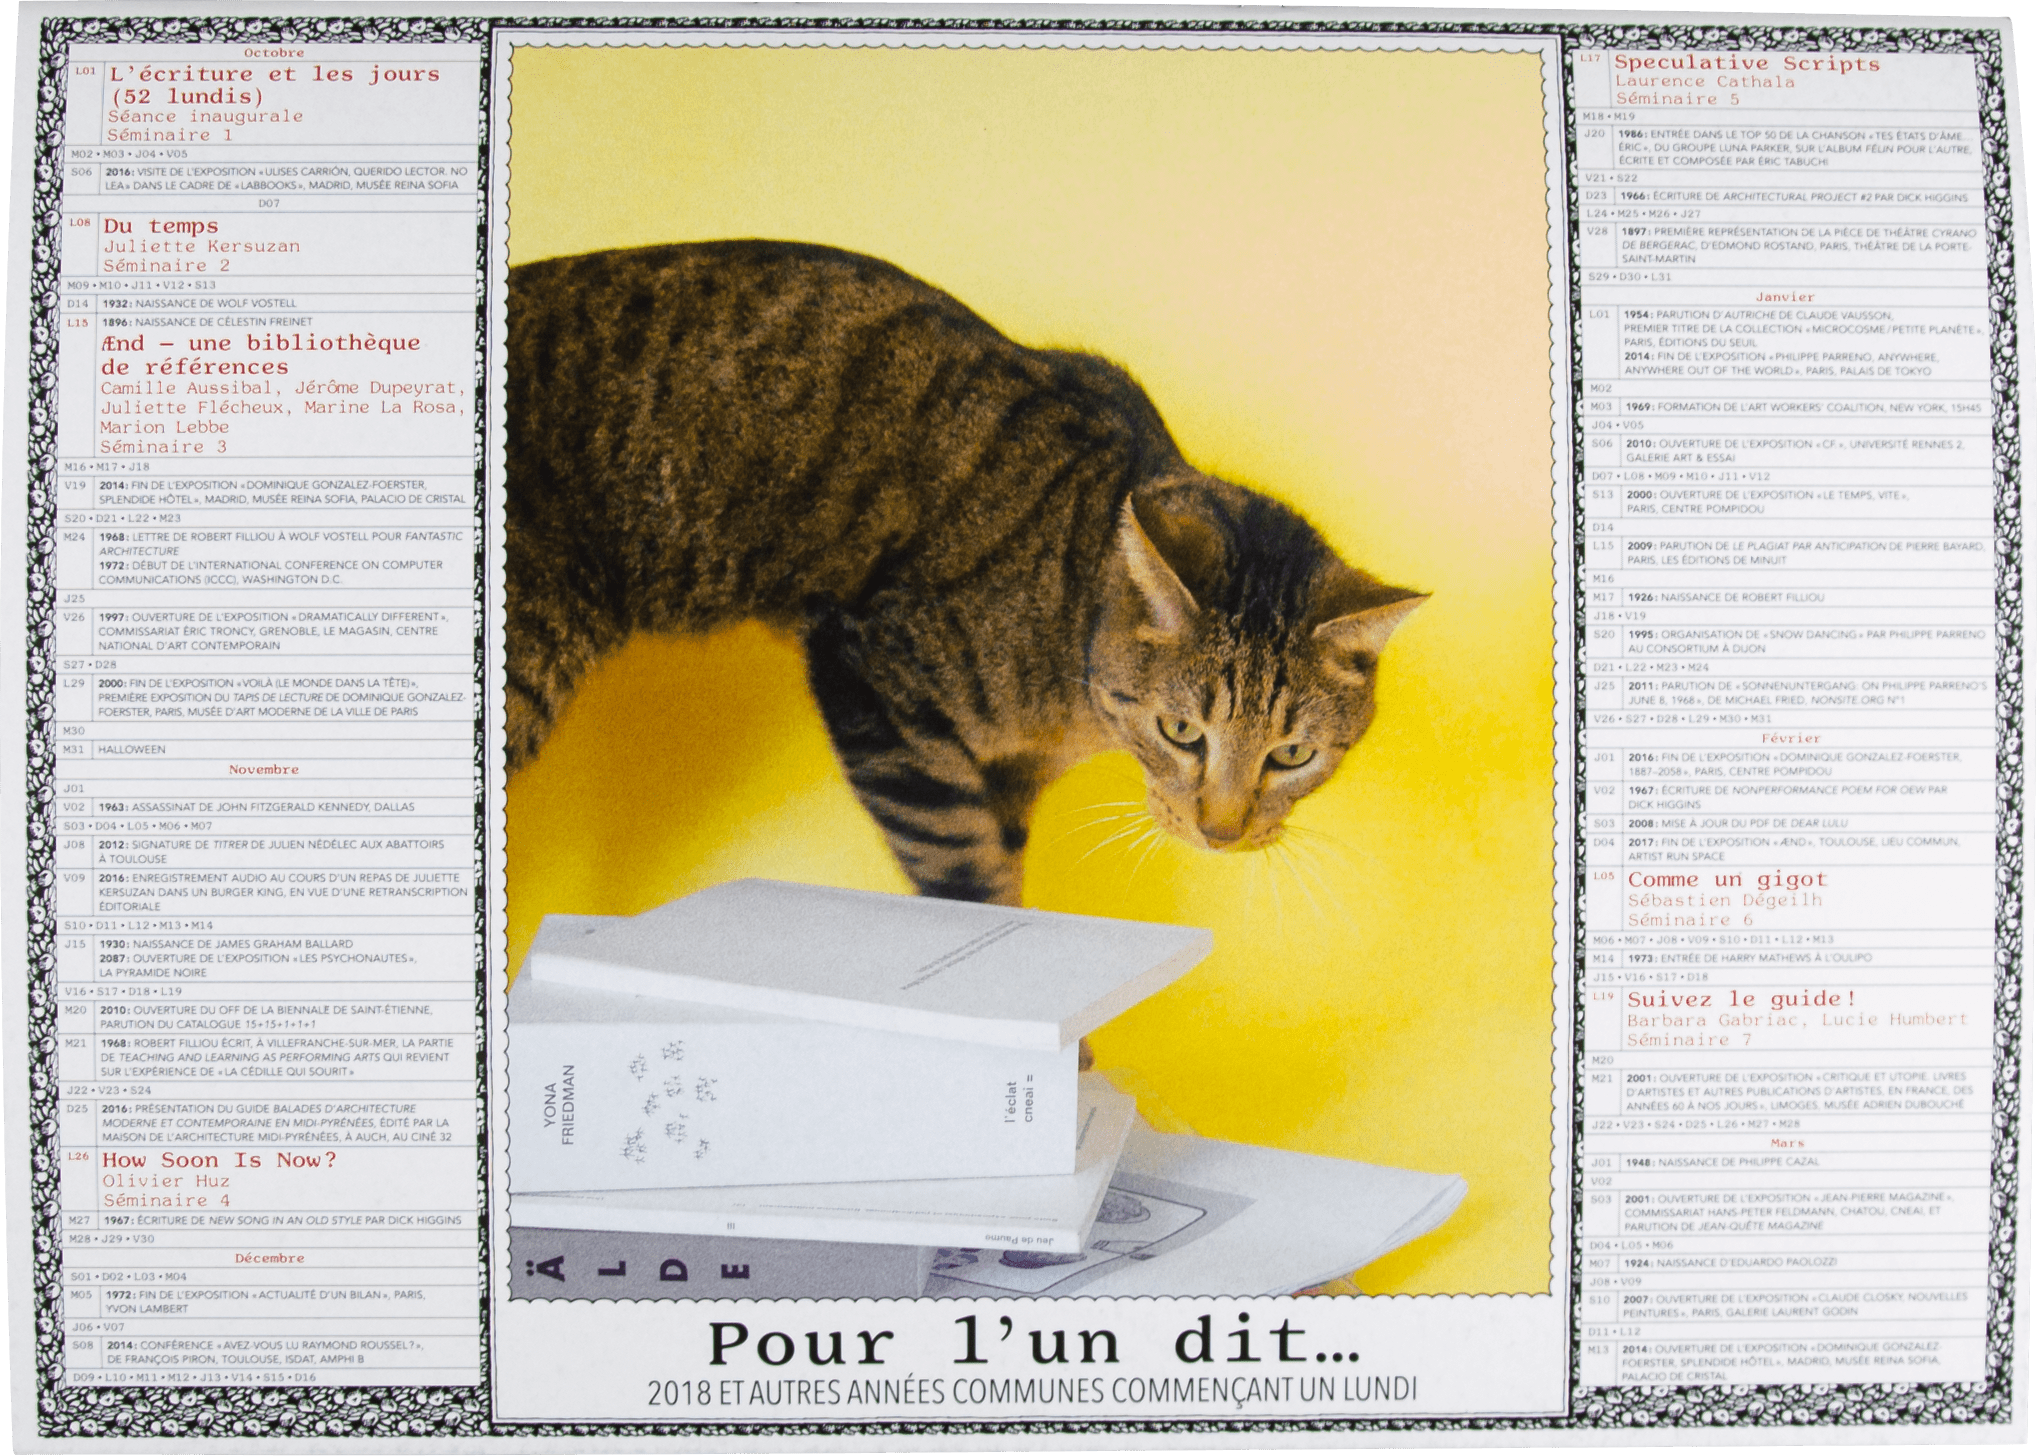 Octobre
L01 L'écriture et les jours
(52 lundis)
Séance inaugurale
Séminaire 1
M02 • M03 • J04 • V05
S06 2016: VISITE DE L'EXPOSITION « ULISES CARRIÓN, QUERIDO LECTOR. NO
LEA » DANS LE CADRE DE « LABBOOKS », MADRID, MUSÉE REINA SOFIA
D07
L08 Du temps
Juliette Kersuzan
Séminaire 2
M09 • M10 • J11 • V12 • S13
D14 1932: NAISSANCE DE WOLF VOSTELL
L15 1896: NAISSANCE DE CÉLESTIN FREINET
Ænd – une bibliothèque
de références
Camille Aussibal, Jérôme Dupeyrat,
Juliette Flécheux, Marine La Rosa,
Marion Lebbe
Séminaire 3
M16 • M17 • J18
V19 2014: FIN DE L'EXPOSITION « DOMINIQUE GONZALEZ-FOERSTER,
SPLENDIDE HÔTEL », MADRID, MUSÉE REINA SOFIA, PALACIO DE CRISTAL
S20 • D21 • L22 • M23
M24 1968: LETTRE DE ROBERT FILLIOU À WOLF VOSTELL POUR FANTASTIC
ARCHITECTURE
1972: DÉBUT DE L'INTERNATIONAL CONFERENCE ON COMPUTER
COMMUNICATIONS (ICCC), WASHINGTON D.C.
J25
V26 1997: OUVERTURE DE L'EXPOSITION « DRAMATICALLY DIFFERENT »,
COMMISSARIAT ÉRIC TRONCY, GRENOBLE, LE MAGASIN, CENTRE
NATIONAL D'ART CONTEMPORAIN
S27 • D28
L29 2000: FIN DE L'EXPOSITION « VOILÀ (LE MONDE DANS LA TÊTE) »,
PREMIÈRE EXPOSITION DU TAPIS DE LECTURE DE DOMINIQUE GONZALEZ-
FOERSTER, PARIS, MUSÉE D'ART MODERNE DE LA VILLE DE PARIS
M30
M31 HALLOWEEN
Novembre
J01
V02 1963: ASSASSINAT DE JOHN FITZGERALD KENNEDY, DALLAS
S03 • D04 • L05 • M06 • M07
J08 2012: SIGNATURE DE TITRER DE JULIEN NÉDÉLEC AUX ABATTOIRS
À TOULOUSE
V09 2016: ENREGISTREMENT AUDIO AU COURS D'UN REPAS DE JULIETTE
KERSUZAN DANS UN BURGER KING, EN VUE D'UNE RETRANSCRIPTION
ÉDITORIALE
S10 • D11 • L12 • M13 • M14
J15 1930: NAISSANCE DE JAMES GRAHAM BALLARD
2087: OUVERTURE DE L'EXPOSITION « LES PSYCHONAUTES »,
LA PYRAMIDE NOIRE
V16 • S17 • D18 • L19
M20 2010: OUVERTURE DU OFF DE LA BIENNALE DE SAINT-ÉTIENNE,
PARUTION DU CATALOGUE 15+15+1+1+1
M21 1968: ROBERT FILLIOU ÉCRIT, À VILLEFRANCHE-SUR-MER, LA PARTIE
DE TEACHING AND LEARNING AS PERFORMING ARTS QUI REVIENT
SUR L'EXPÉRIENCE DE « LA CÉDILLE QUI SOURIT »
J22 • V23 • S24
D25 2016: PRÉSENTATION DU GUIDE BALADES D'ARCHITECTURE
MODERNE ET CONTEMPORAINE EN MIDI-PYRÉNÉES, ÉDITÉ PAR LA
MAISON DE L'ARCHITECTURE MIDI-PYRÉNÉES, À AUCH, AU CINÉ 32
L26 How Soon Is Now?
Olivier Huz
Séminaire 4
M27 1967: ÉCRITURE DE NEW SONG IN AN OLD STYLE PAR DICK HIGGINS
M28 • J29 • V30
Décembre
S01 • D02 • L03 • M04
M05 1972: FIN DE L'EXPOSITION « ACTUALITÉ D'UN BILAN », PARIS,
YVON LAMBERT
J06 • V07
S08 2014: CONFÉRENCE « AVEZ-VOUS LU RAYMOND ROUSSEL? »,
DE FRANÇOIS PIRON, TOULOUSE, ISDAT, AMPHI B
D09 • L10 • M11 • M12 • J13 • V14 • S15 • D16
YONA
FRIEDMAN
l'éclat
cneai =
III
Jeu de Paume
ÄLDE
Pour l'un dit…
2018 ET AUTRES ANNÉES COMMUNES COMMENÇANT UN LUNDI
L17 Speculative Scripts
Laurence Cathala
Séminaire 5
M18 • M19
J20 1986: ENTRÉE DANS LE TOP 50 DE LA CHANSON « TES ÉTATS D'ÂME...
ÉRIC », DU GROUPE LUNA PARKER, SUR L'ALBUM FÉLIN POUR L'AUTRE,
ÉCRITE ET COMPOSÉE PAR ÉRIC TABUCHI
V21 • S22
D23 1966: ÉCRITURE DE ARCHITECTURAL PROJECT #2 PAR DICK HIGGINS
L24 • M25 • M26 • J27
V28 1897: PREMIÈRE REPRÉSENTATION DE LA PIÈCE DE THÉÂTRE CYRANO
DE BERGERAC, D'EDMOND ROSTAND, PARIS, THÉÂTRE DE LA PORTE-
SAINT-MARTIN
S29 • D30 • L31
Janvier
L01 1954: PARUTION D'AUTRICHE DE CLAUDE VAUSSON,
PREMIER TITRE DE LA COLLECTION « MICROCOSME / PETITE PLANÈTE »,
PARIS, ÉDITIONS DU SEUIL
2014: FIN DE L'EXPOSITION « PHILIPPE PARRENO, ANYWHERE,
ANYWHERE OUT OF THE WORLD », PARIS, PALAIS DE TOKYO
M02
M03 1969: FORMATION DE L'ART WORKERS' COALITION, NEW YORK, 15H45
J04 • V05
S06 2010: OUVERTURE DE L'EXPOSITION « CF », UNIVERSITÉ RENNES 2,
GALERIE ART & ESSAI
D07 • L08 • M09 • M10 • J11 • V12
S13 2000: OUVERTURE DE L'EXPOSITION « LE TEMPS, VITE »,
PARIS, CENTRE POMPIDOU
D14
L15 2009: PARUTION DE LE PLAGIAT PAR ANTICIPATION DE PIERRE BAYARD,
PARIS, LES ÉDITIONS DE MINUIT
M16
M17 1926: NAISSANCE DE ROBERT FILLIOU
J18 • V19
S20 1995: ORGANISATION DE « SNOW DANCING » PAR PHILIPPE PARRENO
AU CONSORTIUM À DIJON
D21 • L22 • M23 • M24
J25 2011: PARUTION DE « SONNENUNTERGANG: ON PHILIPPE PARRENO'S
JUNE 8, 1968 », DE MICHAEL FRIED, NONSITE.ORG N°1
V26 • S27 • D28 • L29 • M30 • M31
Février
J01 2016: FIN DE L'EXPOSITION « DOMINIQUE GONZALEZ-FOERSTER,
1887–2058 », PARIS, CENTRE POMPIDOU
V02 1967: ÉCRITURE DE NONPERFORMANCE POEM FOR OEW PAR
DICK HIGGINS
S03 2008: MISE À JOUR DU PDF DE DEAR LULU
D04 2017: FIN DE L'EXPOSITION « ÆND », TOULOUSE, LIEU COMMUN,
ARTIST RUN SPACE
L05 Comme un gigot
Sébastien Dégeilh
Séminaire 6
M06 • M07 • J08 • V09 • S10 • D11 • L12 • M13
M14 1973: ENTRÉE DE HARRY MATHEWS À L'OULIPO
J15 • V16 • S17 • D18
L19 Suivez le guide!
Barbara Gabriac, Lucie Humbert
Séminaire 7
M20
M21 2001: OUVERTURE DE L'EXPOSITION « CRITIQUE ET UTOPIE. LIVRES
D'ARTISTES ET AUTRES PUBLICATIONS D'ARTISTES, EN FRANCE, DES
ANNÉES 60 À NOS JOURS », LIMOGES, MUSÉE ADRIEN DUBOUCHÉ
J22 • V23 • S24 • D25 • L26 • M27 • M28
Mars
J01 1948: NAISSANCE DE PHILIPPE CAZAL
V02
S03 2001: OUVERTURE DE L'EXPOSITION « JEAN-PIERRE MAGAZINE »,
COMMISSARIAT HANS-PETER FELDMANN, CHATOU, CNEAI, ET
PARUTION DE JEAN-QUÊTE MAGAZINE
D04 • L05 • M06
M07 1924: NAISSANCE D'EDUARDO PAOLOZZI
J08 • V09
S10 2007: OUVERTURE DE L'EXPOSITION « CLAUDE CLOSKY, NOUVELLES
PEINTURES », PARIS, GALERIE LAURENT GODIN
D11 • L12
M13 2014: OUVERTURE DE L'EXPOSITION « DOMINIQUE GONZALEZ-
FOERSTER, SPLENDIDE HÔTEL », MADRID, MUSÉE REINA SOFIA,
PALACIO DE CRISTAL